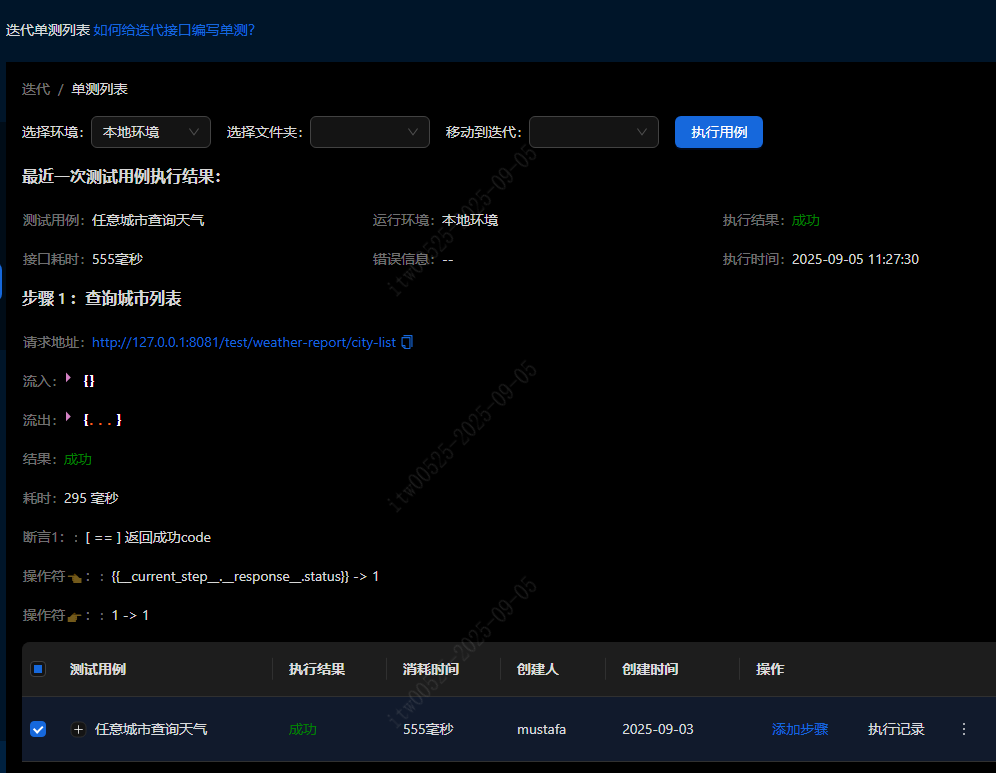 迭代单测列表 如何给迭代接口编写单测?
迭代 / 单测列表
选择环境: 本地环境 选择文件夹: 移动到迭代: 执行用例
最近一次测试用例执行结果:
测试用例: 任意城市查询天气 运行环境: 本地环境 执行结果: 成功
接口耗时: 555毫秒 错误信息: -- 执行时间: 2025-09-05 11:27:30
步骤 1 : 查询城市列表
请求地址: http://127.0.0.1:8081/test/weather-report/city-list
流入: {}
流出: {...}
结果: 成功
耗时: 295 毫秒
断言1: : [ == ] 返回成功code
操作符👈: : {{__current_step__.__response__.status}} -> 1
操作符👉: : 1 -> 1
测试用例 执行结果 消耗时间 创建人 创建时间 操作
任意城市查询天气 成功 555毫秒 mustafa 2025-09-03 添加步骤 执行记录
itw00525-2025-09-05
itw00525-2025-09-05
itw00525-2025-09-05